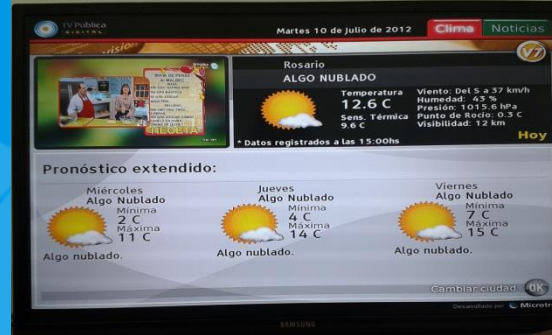 TV Pública
DIGITAL
Martes 10 de Julio de 2012
Clima
Noticias
Rosario
ALGO NUBLADO
Temperatura
12.6 C
Sens. Térmica
9.6 C
Viento: Del S a 37 km/h
Humedad: 43 %
Presión: 1015.6 hPa
Punto de Rocío: 0.3 C
Visibilidad: 12 km
* Datos registrados a las 15:00hs
Hoy
RECETA
Pronóstico extendido:
Miércoles
Algo Nublado
Mínima
2 C
Máxima
11 C
Algo nublado.
Jueves
Algo Nublado
Mínima
4 C
Máxima
14 C
Algo nublado.
Viernes
Algo Nublado
Mínima
7 C
Máxima
15 C
Algo nublado.
Cambiar ciudad OK
Desarrollado por Microtr
SAMSUNG